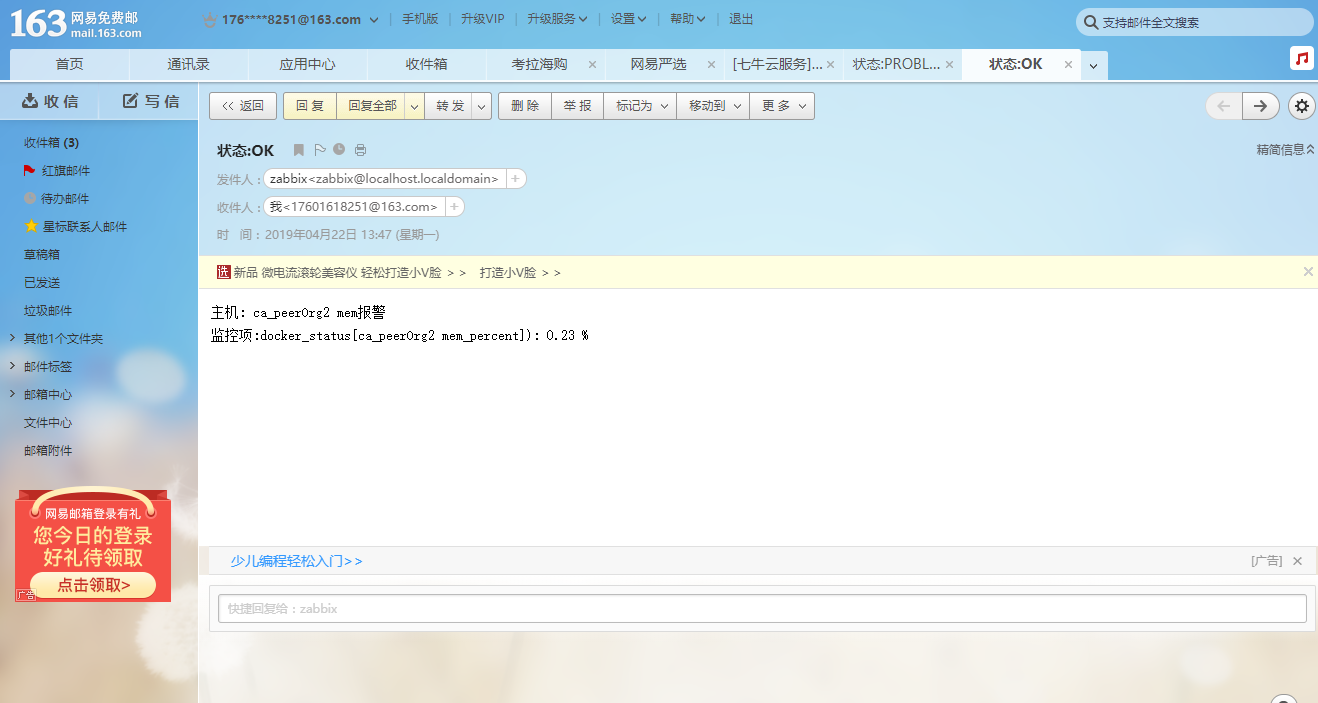 163 网易免费邮
mail.163.com
176****8251@163.com | 手机版 | 升级VIP | 升级服务 | 设置 | 帮助 | 退出
支持邮件全文搜索
首页 通讯录 应用中心 收件箱 考拉海购 × 网易严选 × [七牛云服务]... × 状态:PROBL... × 状态:OK ×
收信 写信
<< 返回 回复 回复全部 转发 删除 举报 标记为 移动到 更多
收件箱 (3)
红旗邮件
待办邮件
星标联系人邮件
草稿箱
已发送
垃圾邮件
其他1个文件夹
邮件标签
邮箱中心
文件中心
邮箱附件
网易邮箱登录有礼
您今日的登录
好礼待领取
点击领取>
广告
状态:OK
精简信息
发件人：zabbix<zabbix@localhost.localdomain> +
收件人：我<17601618251@163.com> +
时 间：2019年04月22日 13:47 (星期一)
选 新品 微电流滚轮美容仪 轻松打造小V脸 > > 打造小V脸 > > ×
主机: ca_peerOrg2 mem报警
监控项:docker_status[ca_peerOrg2 mem_percent]): 0.23 %
少儿编程轻松入门>> [广告] ×
快捷回复给：zabbix